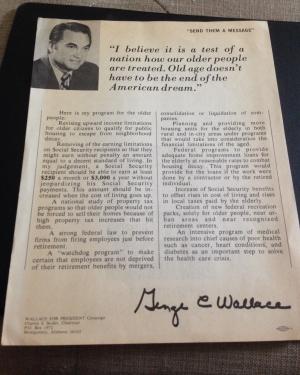 "SEND THEM A MESSAGE"
"I believe it is a test of a
nation how our older people
are treated. Old age doesn't
have to be the end of the
American dream."
Here is my program for the older
people.
Revising upward income limitations
for older citizens to qualify for public
housing to escape from neighborhood
decay.
Removing of the earning limitations
on Social Security recipients so that they
might earn without penalty an amount
equal to a decent standard of living. In
my judgement, a Social Security
recipient should be able to earn at least
$250 a month or $3,000 a year without
jeopardizing his Social Security
payments. This amount should be in-
creased when the cost of living goes up.
A national study of property tax
programs so that older people would not
be forced to sell their homes because of
high property tax increases that hit
them.
A strong federal law to prevent
firms from firing employees just before
retirement.
A "watchdog program" to make
certain that employees are not deprived
of their retirement benefits by mergers,
consolidation or liquidation of com-
panies.
Planning and providing more
housing units for the elderly in both
rural and in-city areas under programs
that would take into consideration the
financial limitations of the aged.
Federal programs to provide
adequate home improvement loans for
the elderly at reasonable rates to combat
rising costs. This program would
provide for the loans if the work were
done by a contractor or by the retired
individual.
Increase of Social Security benefits
to offset other cost of living and rises
in local taxes paid by the elderly.
Creation of new federal recreation
parks, solely for older people, near ur-
ban areas and near recognized
retirement centers.
An intensive program of medical
research into chief causes of poor health
such as cancer, heart conditions, and
diabetes as an important step to solve
the health care crisis.
George C Wallace
WALLACE FOR PRESIDENT Campaign
Charles S. Snider, Chairman
P.O. Box 1972
Montgomery, Alabama